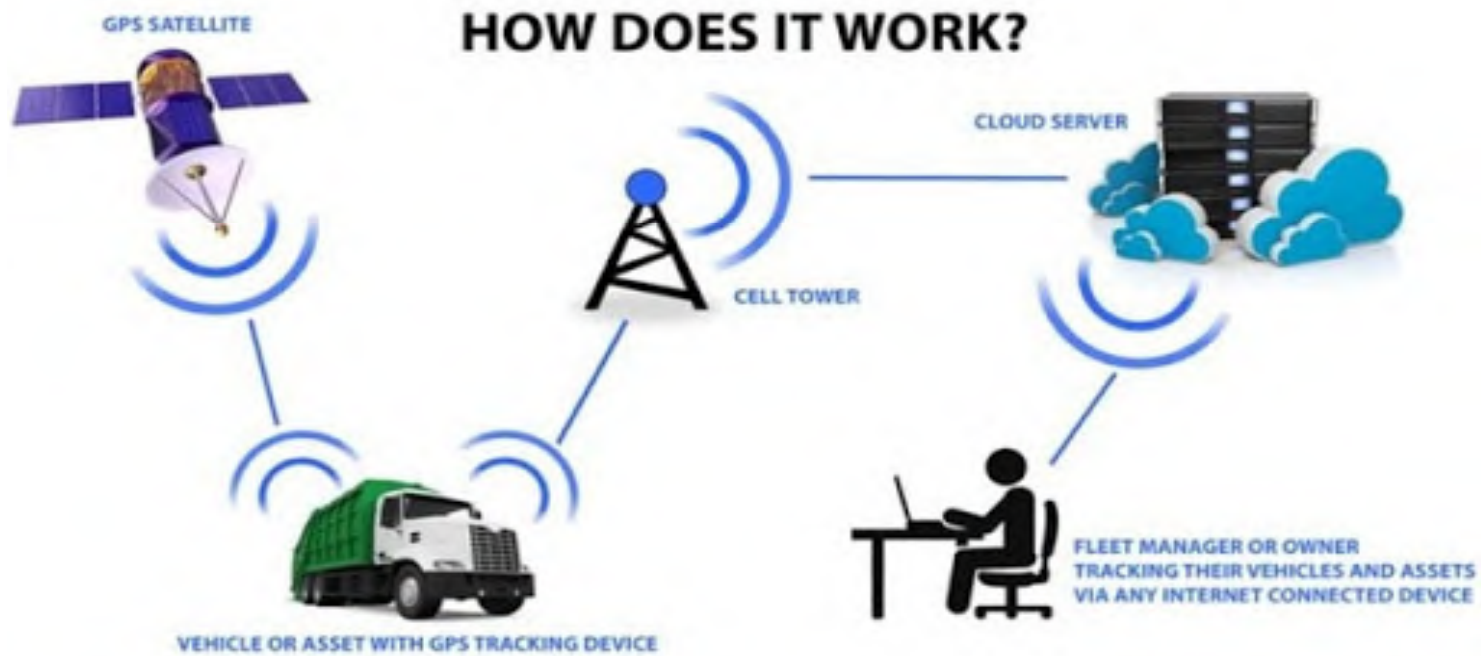 GPS SATELLITE
HOW DOES IT WORK?
CLOUD SERVER
CELL TOWER
FLEET MANAGER OR OWNER
TRACKING THEIR VEHICLES AND ASSETS
VIA ANY INTERNET CONNECTED DEVICE
VEHICLE OR ASSET WITH GPS TRACKING DEVICE